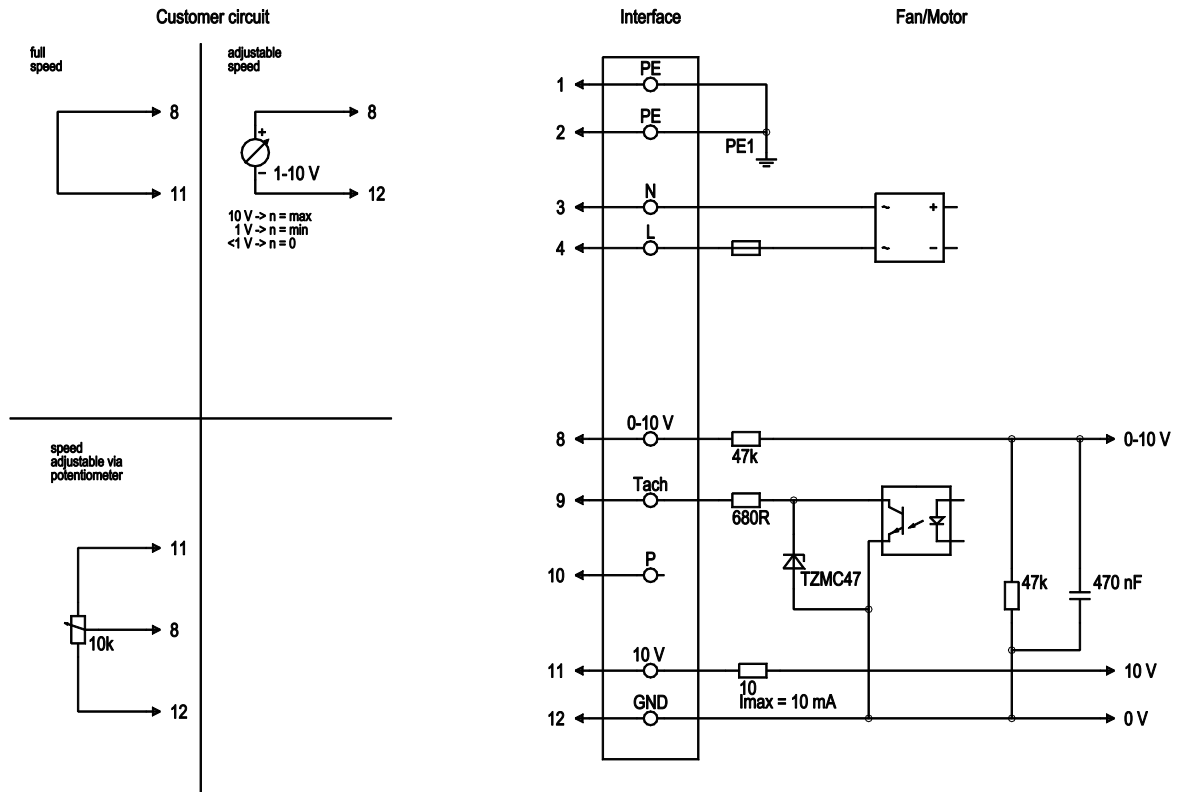 Customer circuit
Interface
Fan/Motor
full
speed
8
11
adjustable
speed
8
+
−
1-10 V
12
10 V -> n = max
1 V -> n = min
<1 V -> n = 0
speed
adjustable via
potentiometer
11
8
10k
12
1
PE
2
PE
PE1
3
N
~
+
4
L
~
−
8
0-10 V
47k
0-10 V
9
Tach
680R
10
P
TZMC47
47k
470 nF
11
10 V
10
Imax = 10 mA
10 V
12
GND
0 V